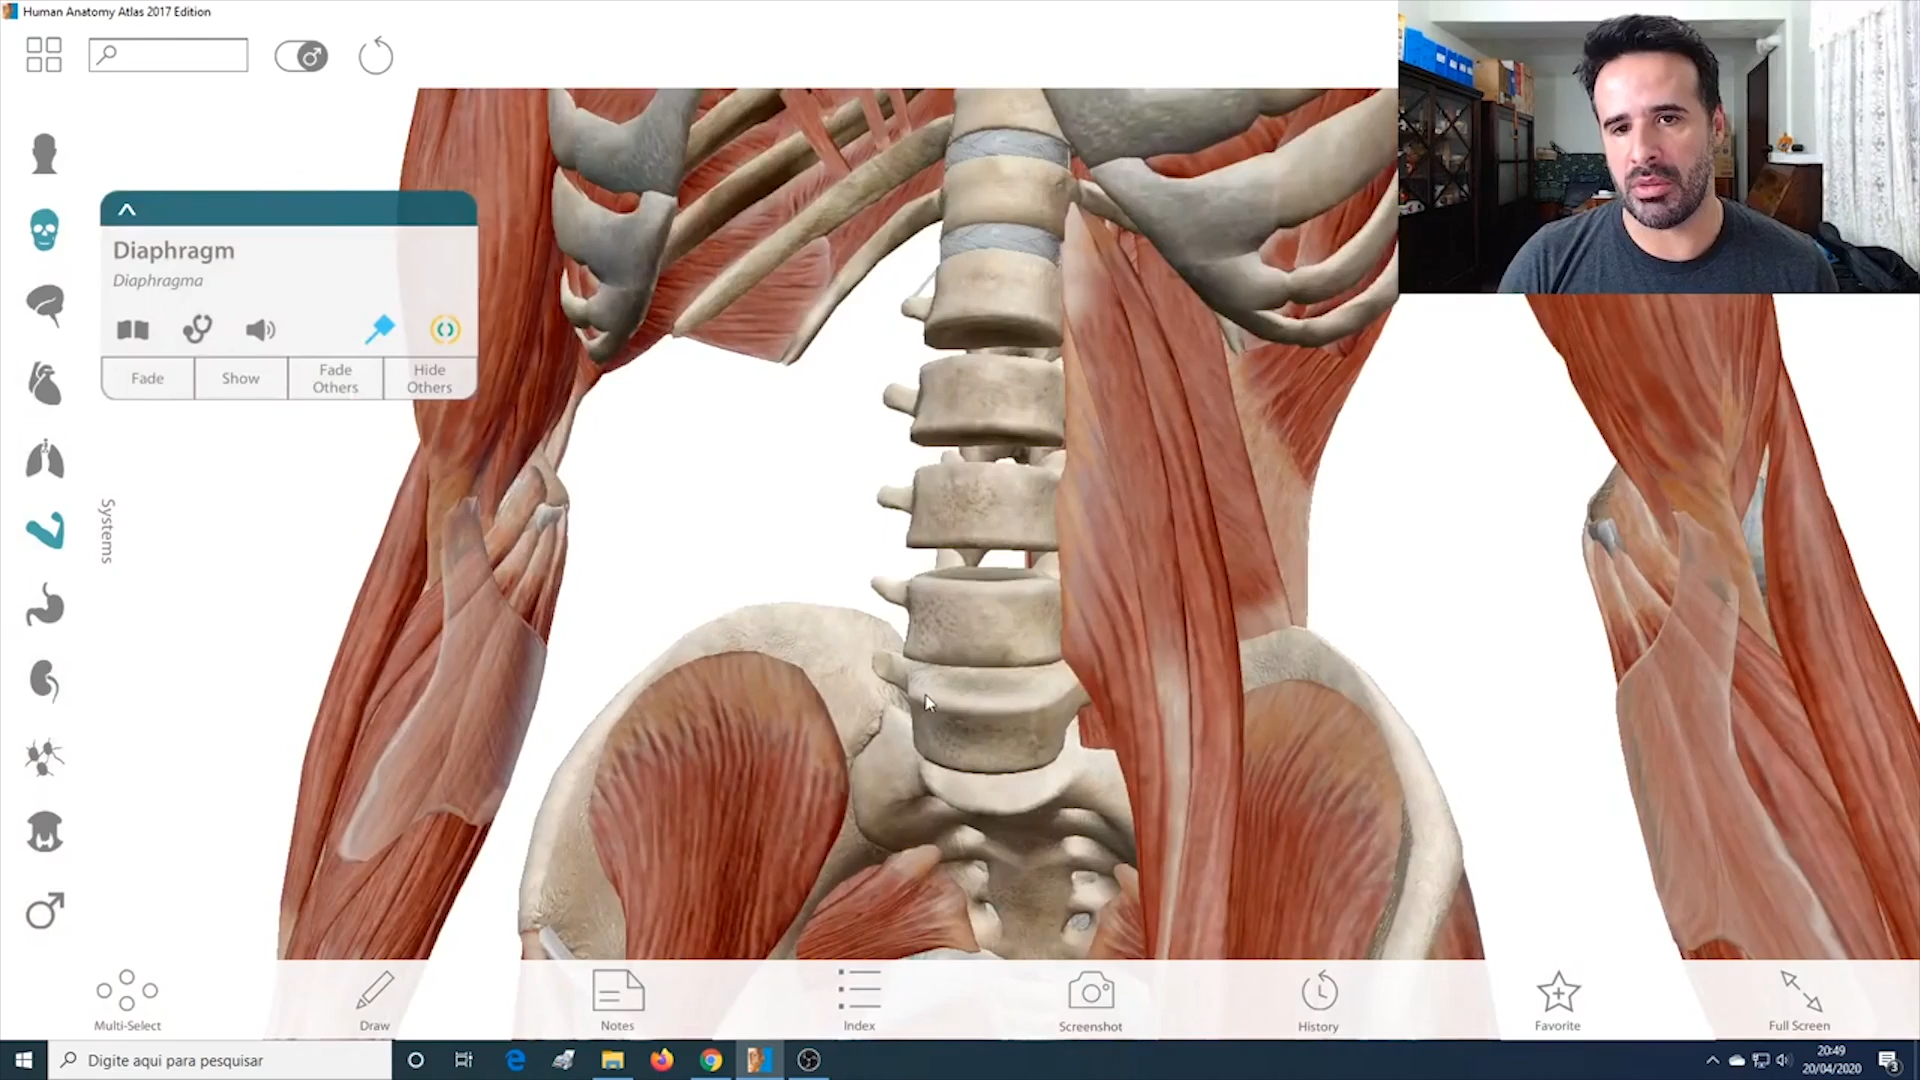 Human Anatomy Atlas 2017 Edition
Diaphragm
Diaphragma
Fade
Show
Fade Others
Hide Others
Systems
Multi-Select
Draw
Notes
Index
Screenshot
History
Favorite
Full Screen
Digite aqui para pesquisar
20:49
20/04/2020
3